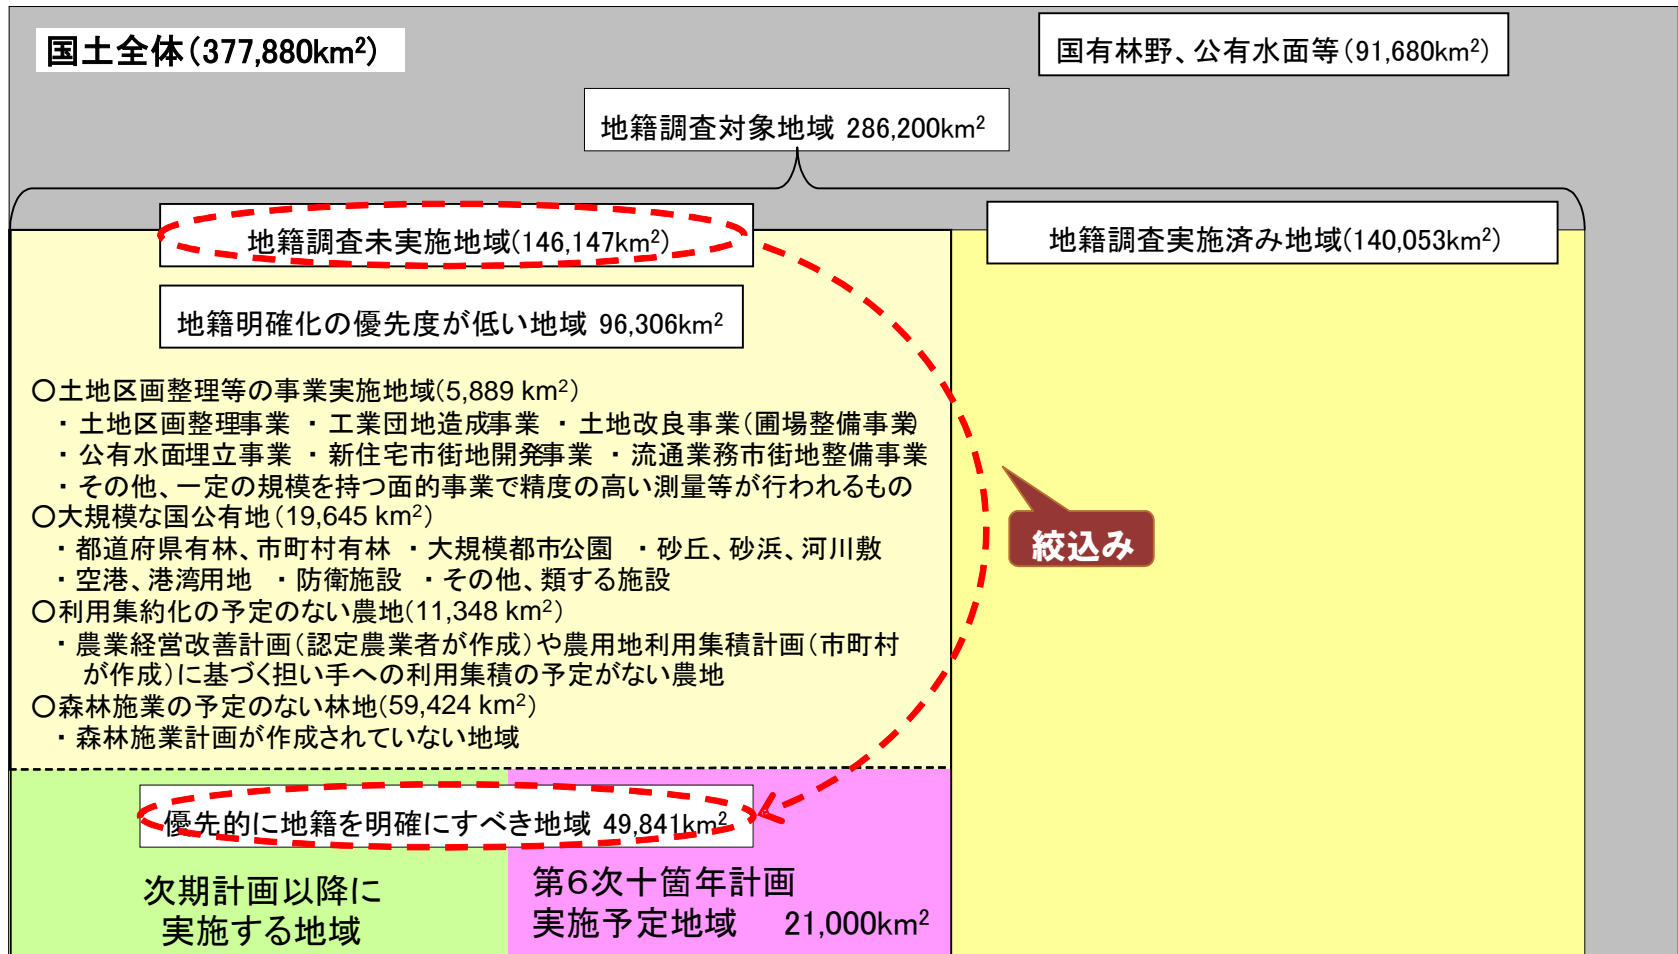 国土全体(377,880km²)
国有林野、公有水面等(91,680km²)
地籍調査対象地域 286,200km²
地籍調査未実施地域(146,147km²)
地籍調査実施済み地域(140,053km²)
地籍明確化の優先度が低い地域 96,306km²
○土地区画整理等の事業実施地域(5,889 km²)
・土地区画整理事業 ・工業団地造成事業 ・土地改良事業(圃場整備事業)
・公有水面埋立事業 ・新住宅市街地開発事業 ・流通業務市街地整備事業
・その他、一定の規模を持つ面的事業で精度の高い測量等が行われるもの
○大規模な国公有地(19,645 km²)
・都道府県有林、市町村有林 ・大規模都市公園 ・砂丘、砂浜、河川敷
・空港、港湾用地 ・防衛施設 ・その他、類する施設
○利用集約化の予定のない農地(11,348 km²)
・農業経営改善計画(認定農業者が作成)や農用地利用集積計画(市町村
が作成)に基づく担い手への利用集積の予定がない農地
○森林施業の予定のない林地(59,424 km²)
・森林施業計画が作成されていない地域
絞込み
優先的に地籍を明確にすべき地域 49,841km²
次期計画以降に
実施する地域
第6次十箇年計画
実施予定地域 21,000km²